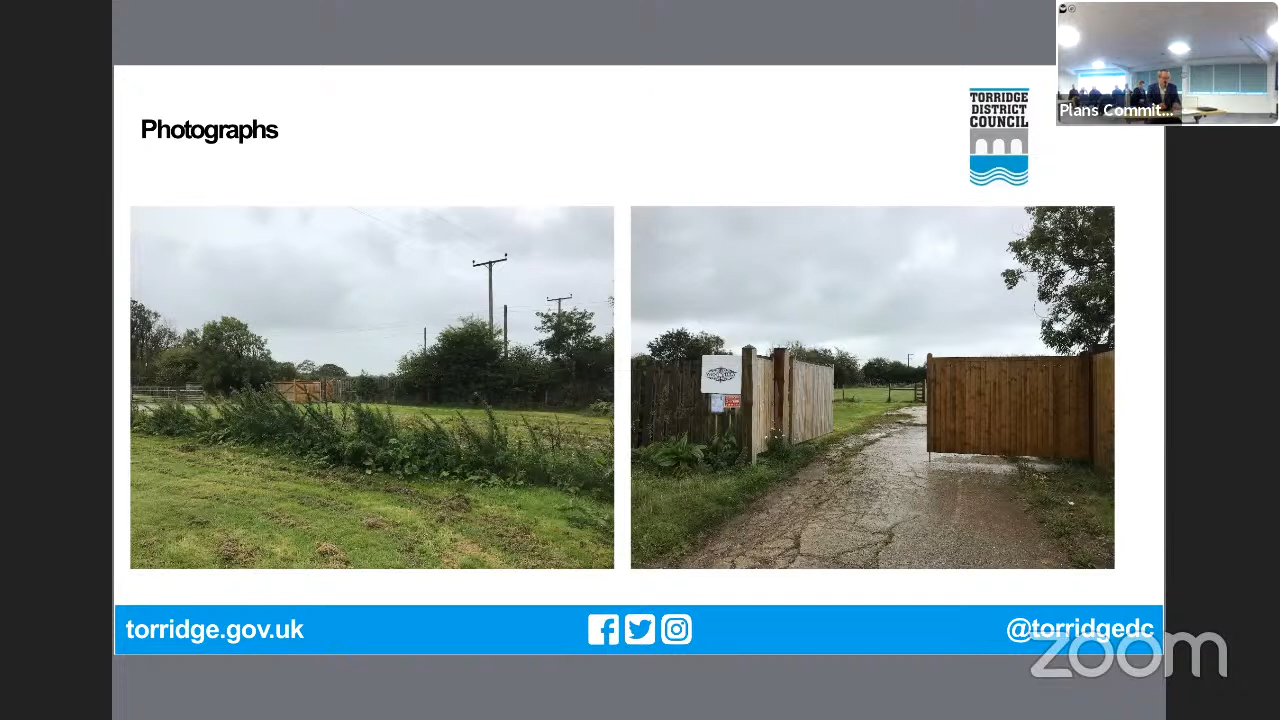 Photographs
TORRIDGE
DISTRICT
COUNCIL
Plans Commit...
torridge.gov.uk
@torridgedc
zoom